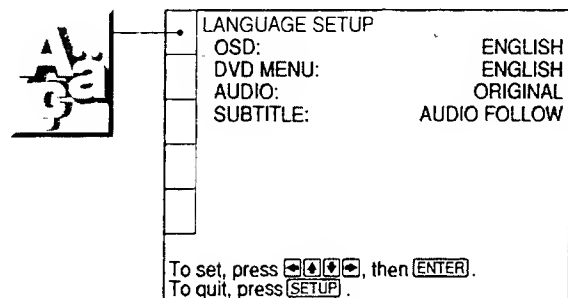 LANGUAGE SETUP
OSD: ENGLISH
DVD MENU: ENGLISH
AUDIO: ORIGINAL
SUBTITLE: AUDIO FOLLOW
To set, press ←↑↓→, then ENTER.
To quit, press SETUP.